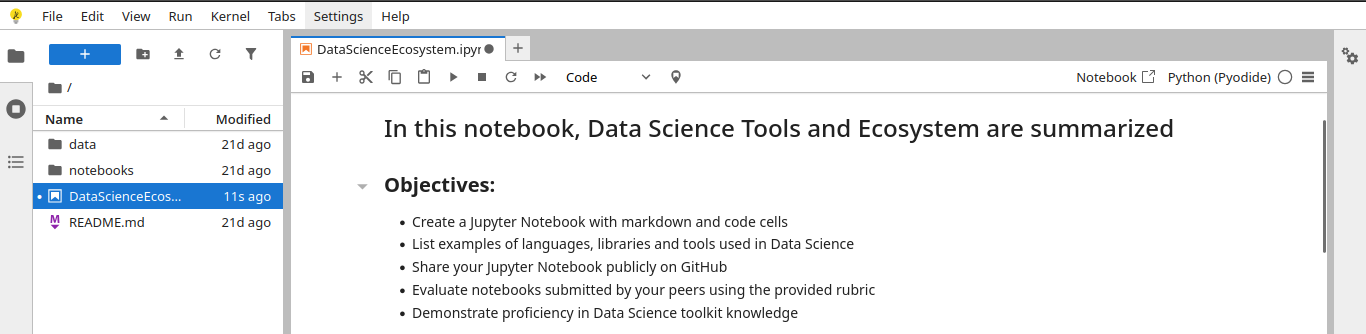 File Edit View Run Kernel Tabs Settings Help
+
/
Name Modified
data 21d ago
notebooks 21d ago
DataScienceEcos... 11s ago
M README.md 21d ago
DataScienceEcosystem.ipyr
Code
Notebook Python (Pyodide)
In this notebook, Data Science Tools and Ecosystem are summarized
Objectives:
• Create a Jupyter Notebook with markdown and code cells
• List examples of languages, libraries and tools used in Data Science
• Share your Jupyter Notebook publicly on GitHub
• Evaluate notebooks submitted by your peers using the provided rubric
• Demonstrate proficiency in Data Science toolkit knowledge